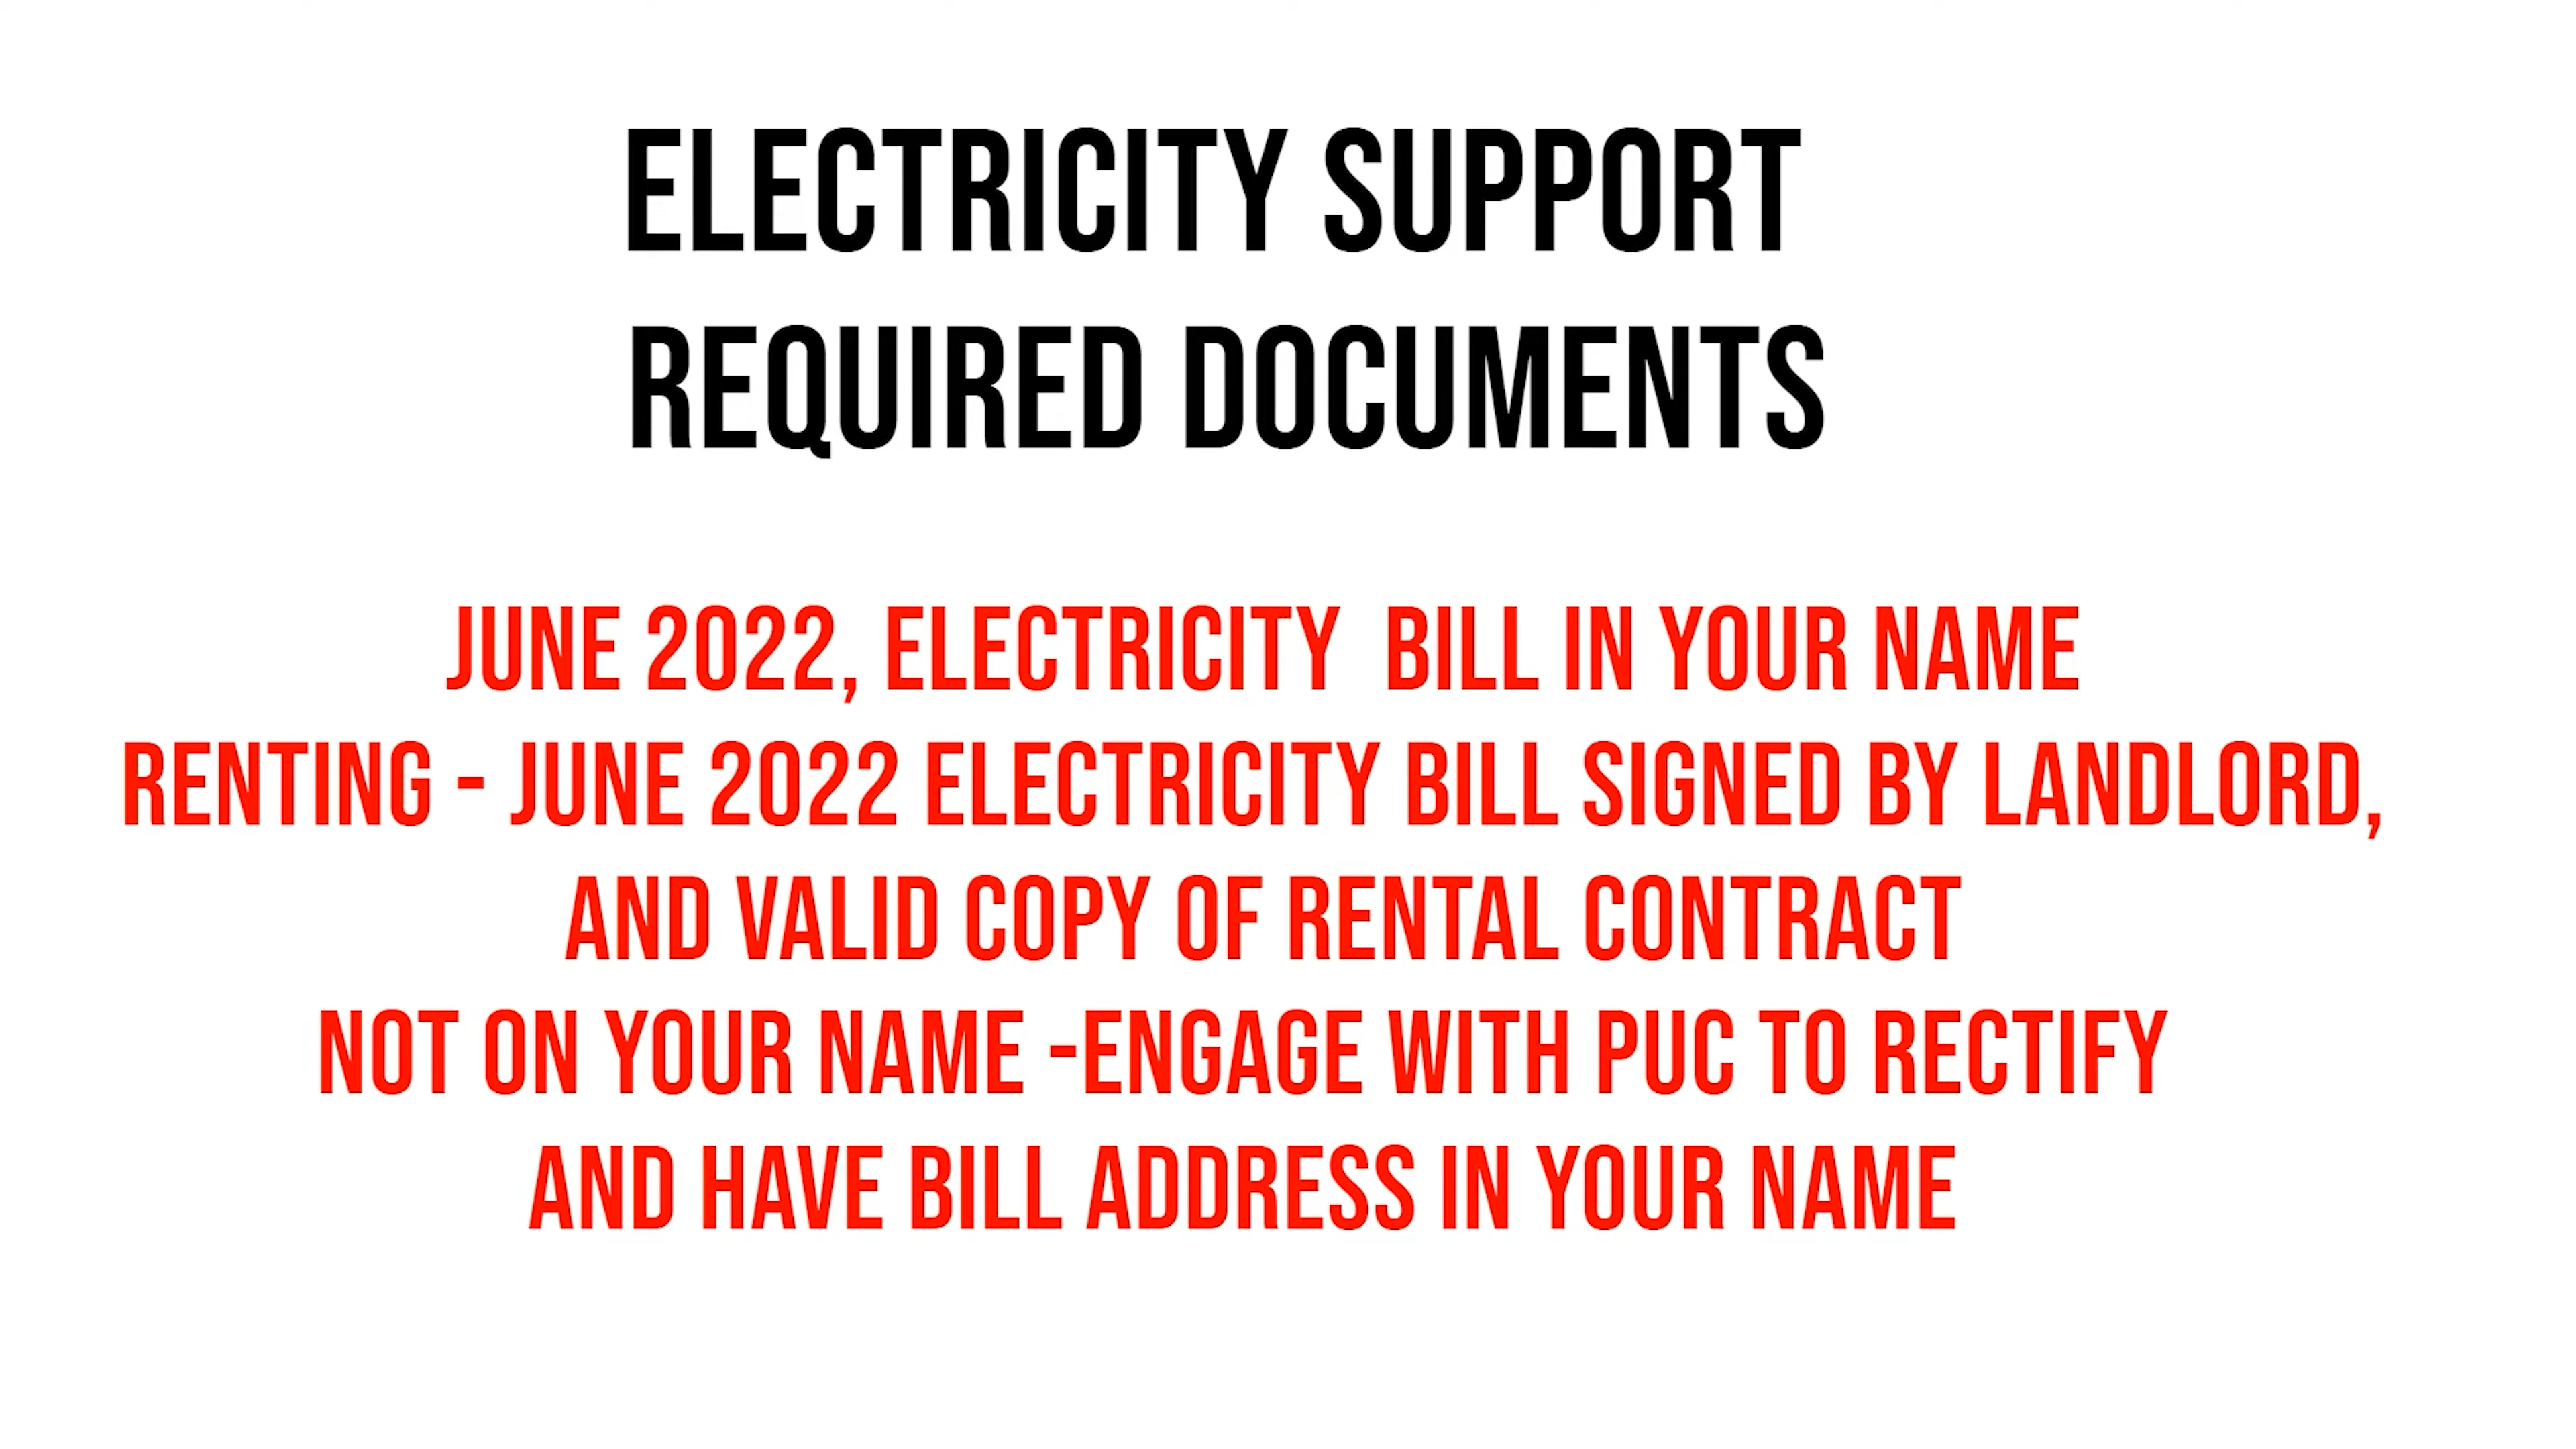 ELECTRICITY SUPPORT
REQUIRED DOCUMENTS
JUNE 2022, ELECTRICITY BILL IN YOUR NAME
RENTING - JUNE 2022 ELECTRICITY BILL SIGNED BY LANDLORD,
AND VALID COPY OF RENTAL CONTRACT
NOT ON YOUR NAME -ENGAGE WITH PUC TO RECTIFY
AND HAVE BILL ADDRESS IN YOUR NAME